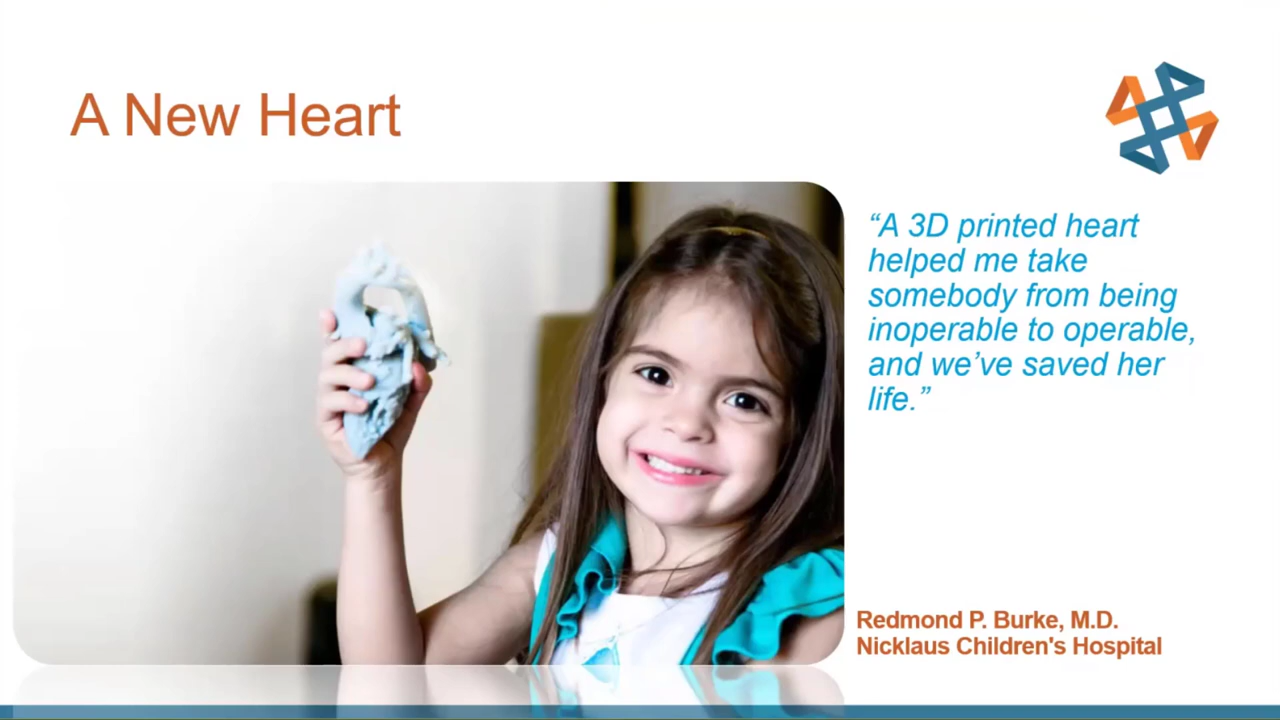 A New Heart
“A 3D printed heart
helped me take
somebody from being
inoperable to operable,
and we’ve saved her
life.”
Redmond P. Burke, M.D.
Nicklaus Children's Hospital